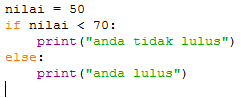 nilai = 50
if nilai < 70:
    print("anda tidak lulus")
else:
    print("anda lulus")